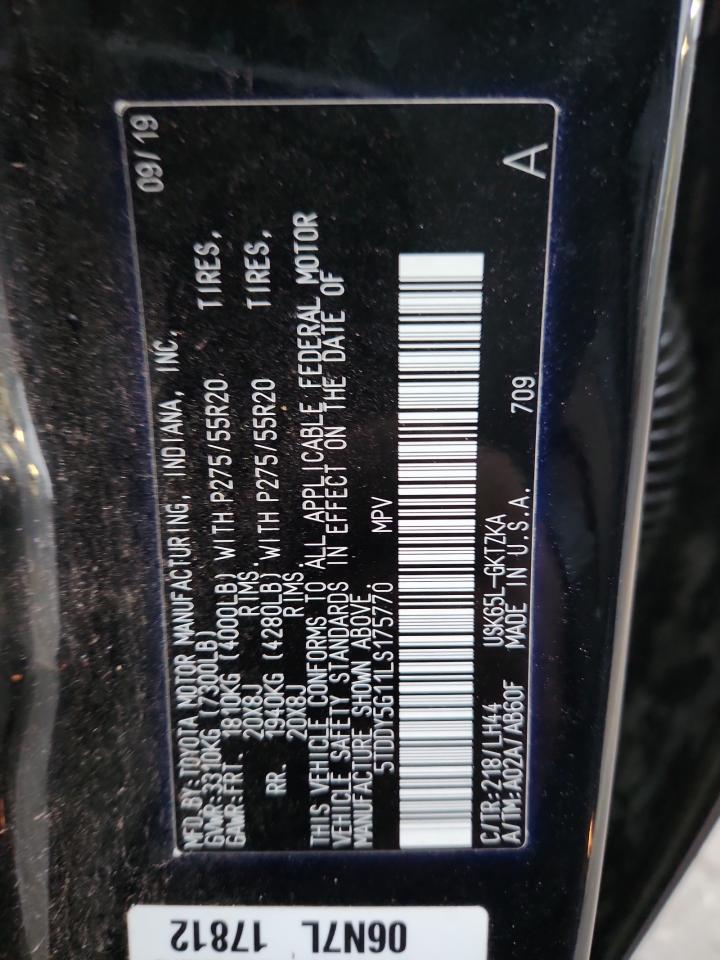 MFD.BY:TOYOTA MOTOR MANUFACTURING, INDIANA, INC. 09/19
GVWR:3310KG(7300LB)
GAWR:FRT. 1810KG (4000LB) WITH P275/55R20 TIRES,
20X8J RIMS.
RR. 1940KG (4280LB) WITH P275/55R20 TIRES,
20X8J RIMS.
THIS VEHICLE CONFORMS TO ALL APPLICABLE FEDERAL MOTOR
VEHICLE SAFETY STANDARDS IN EFFECT ON THE DATE OF
MANUFACTURE SHOWN ABOVE.
5TDDY5G11LS175770 MPV
C/TR:218/LH44 USK65L-GKTZKA
A/TM:A02A/AB60F MADE IN U.S.A. 709 A
06N7L
17812